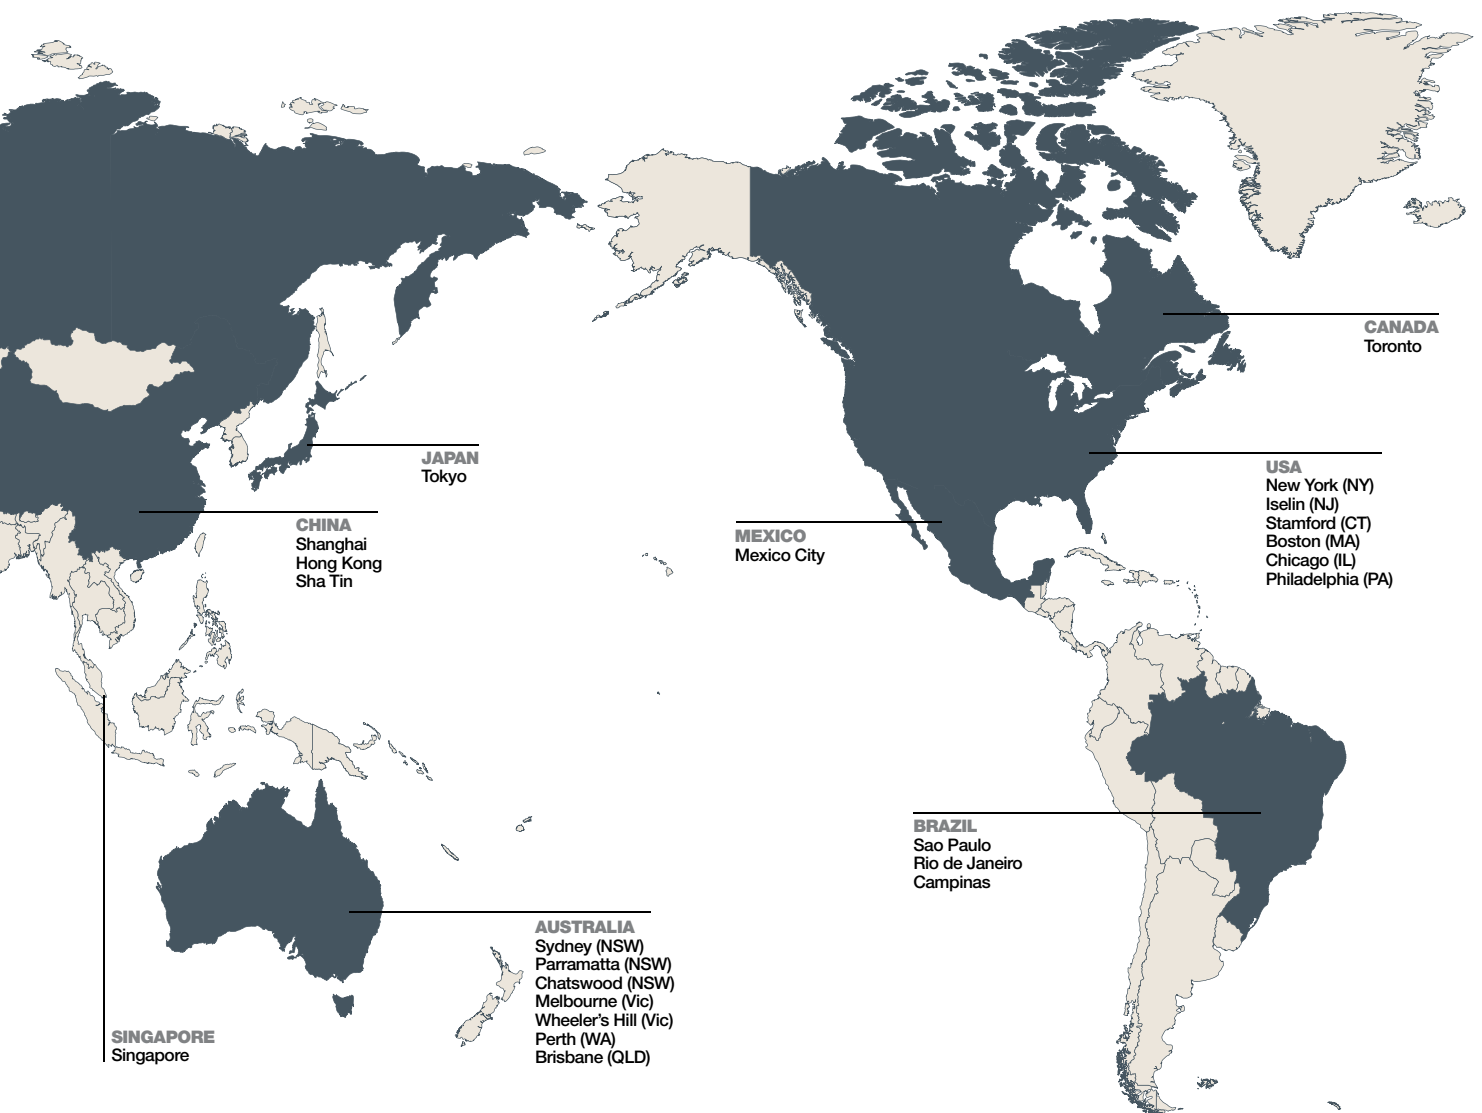 CANADA
Toronto
JAPAN
Tokyo
USA
New York (NY)
Iselin (NJ)
Stamford (CT)
Boston (MA)
Chicago (IL)
Philadelphia (PA)
CHINA
Shanghai
Hong Kong
Sha Tin
MEXICO
Mexico City
BRAZIL
Sao Paulo
Rio de Janeiro
Campinas
AUSTRALIA
Sydney (NSW)
Parramatta (NSW)
Chatswood (NSW)
Melbourne (Vic)
Wheeler’s Hill (Vic)
Perth (WA)
Brisbane (QLD)
SINGAPORE
Singapore